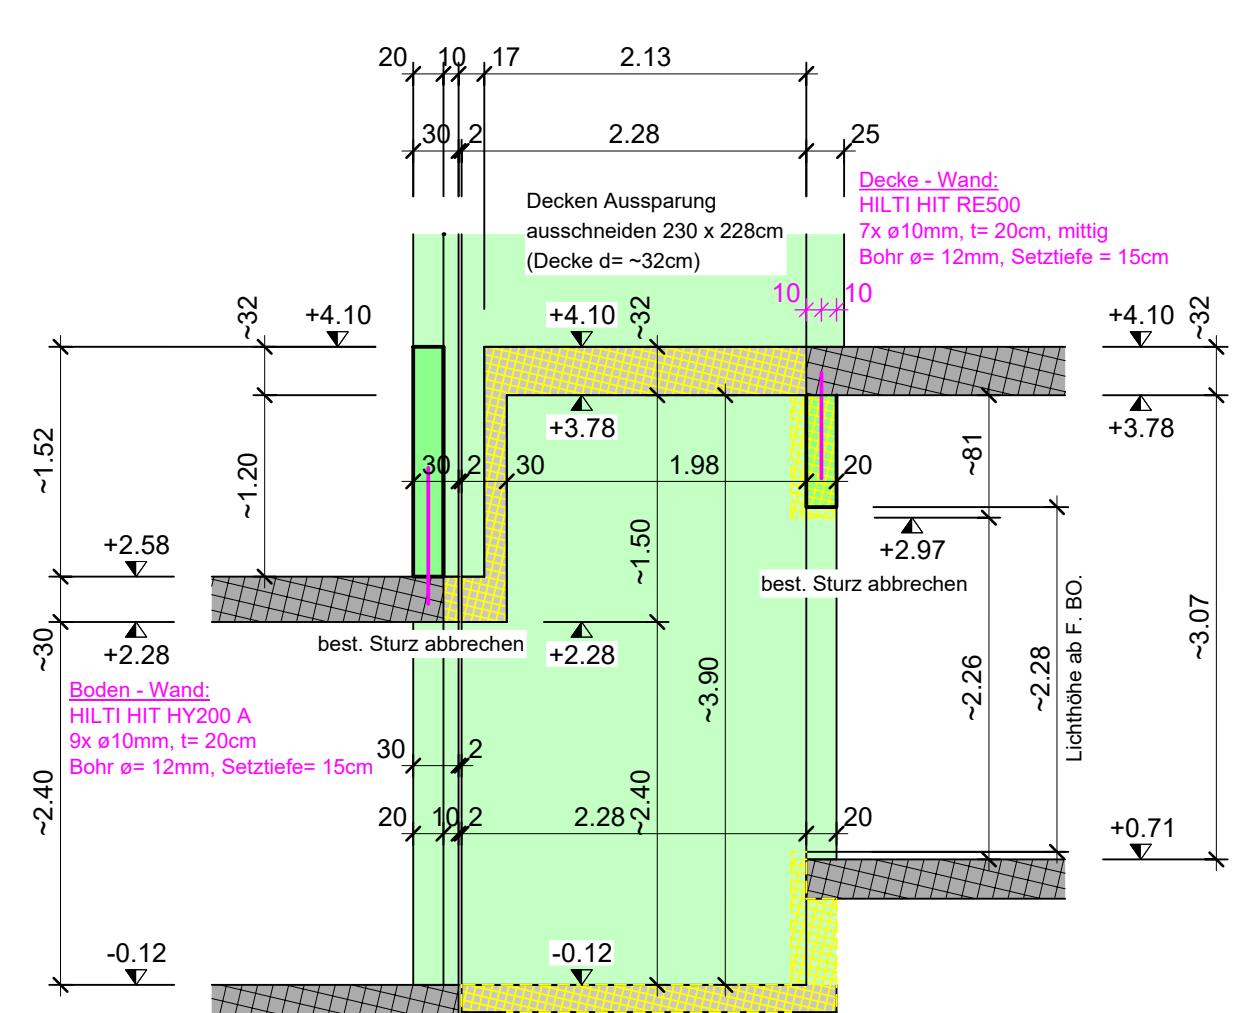 20 10 17 2.13
30 2 2.28 25
Decken Aussparung
ausschneiden 230 x 228cm
(Decke d= ~32cm)
Decke - Wand:
HILTI HIT RE500
7x ø10mm, t= 20cm, mittig
Bohr ø= 12mm, Setztiefe = 15cm
10 10
~32 +4.10 +4.10 ~32 +4.10 ~32
+3.78 +3.78
~1.52 ~1.20 30 2 30 1.98 20 ~81
+2.58 ~1.50 +2.97
best. Sturz abbrechen
best. Sturz abbrechen
~30 +2.28 +2.28
Boden - Wand:
HILTI HIT HY200 A
9x ø10mm, t= 20cm
Bohr ø= 12mm, Setztiefe= 15cm
~3.90 ~2.26 ~2.28 Lichthöhe ab F. BO. ~3.07
30 2
~2.40 20 10 2 2.28 ~2.40 20 +0.71
-0.12 -0.12